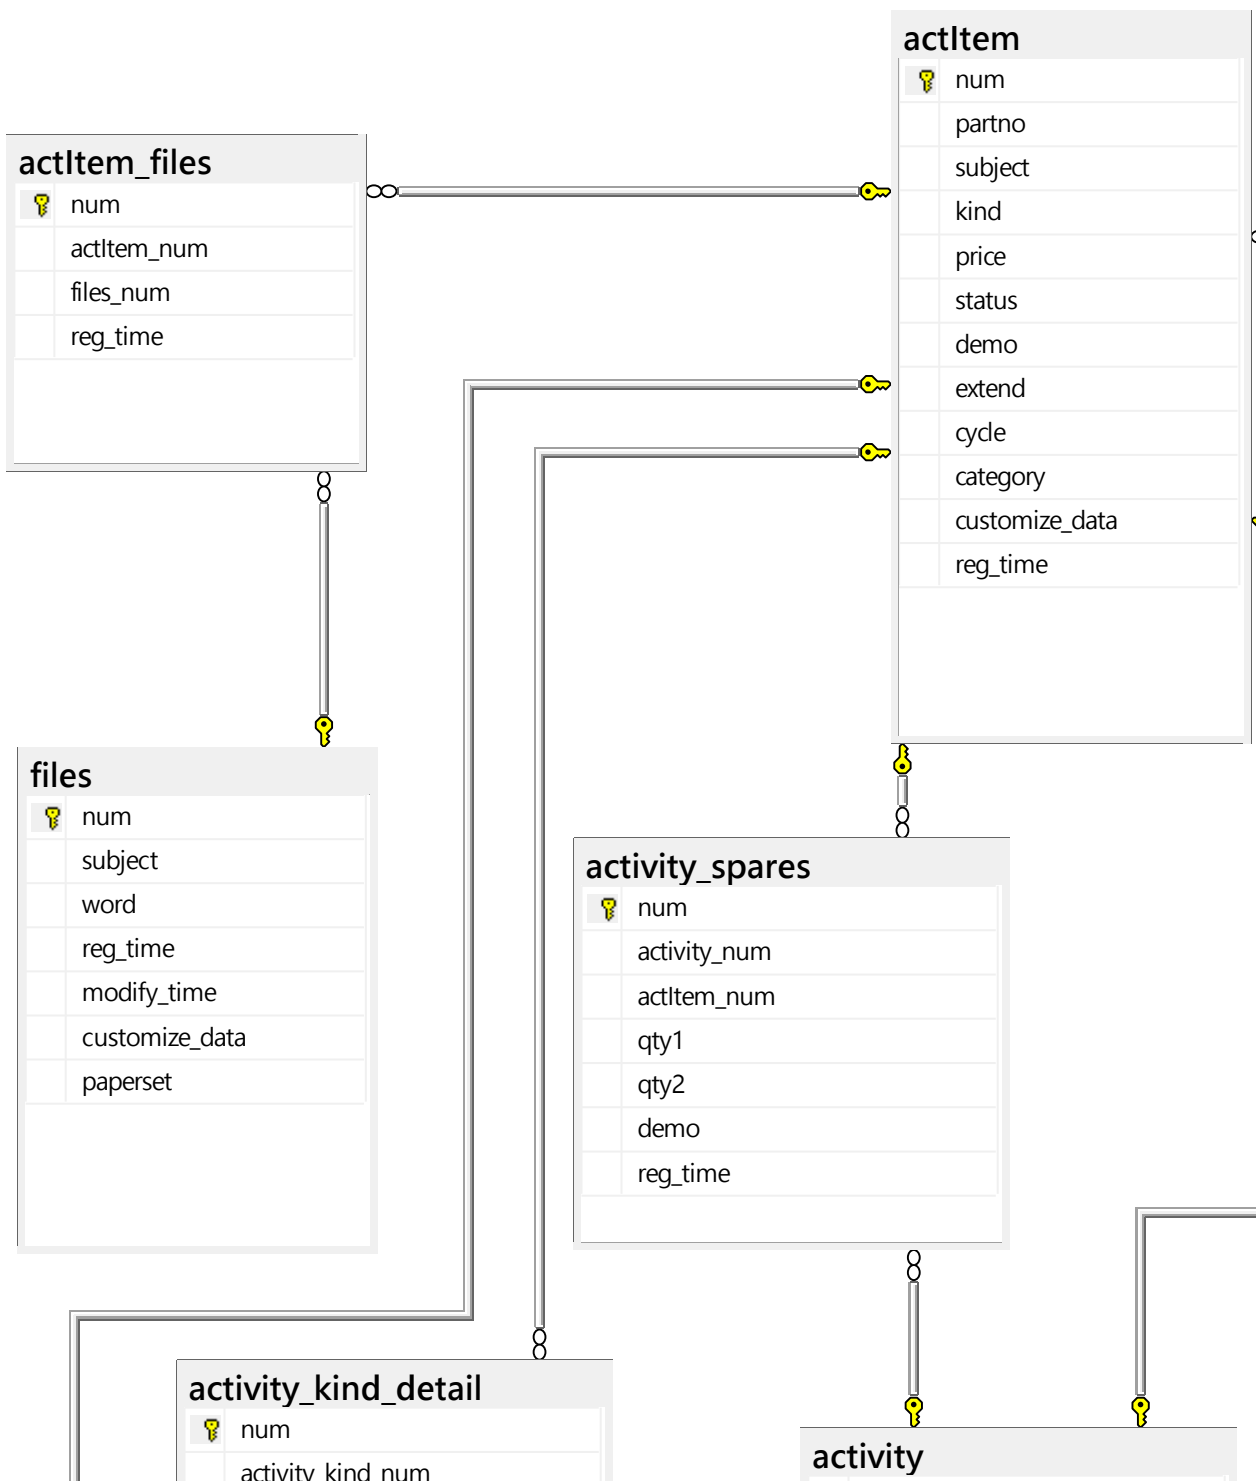 actItem
num
partno
subject
kind
price
status
demo
extend
cycle
category
customize_data
reg_time
actItem_files
num
actItem_num
files_num
reg_time
files
num
subject
word
reg_time
modify_time
customize_data
paperset
activity_spares
num
activity_num
actItem_num
qty1
qty2
demo
reg_time
activity_kind_detail
num
activity_kind_num
activity